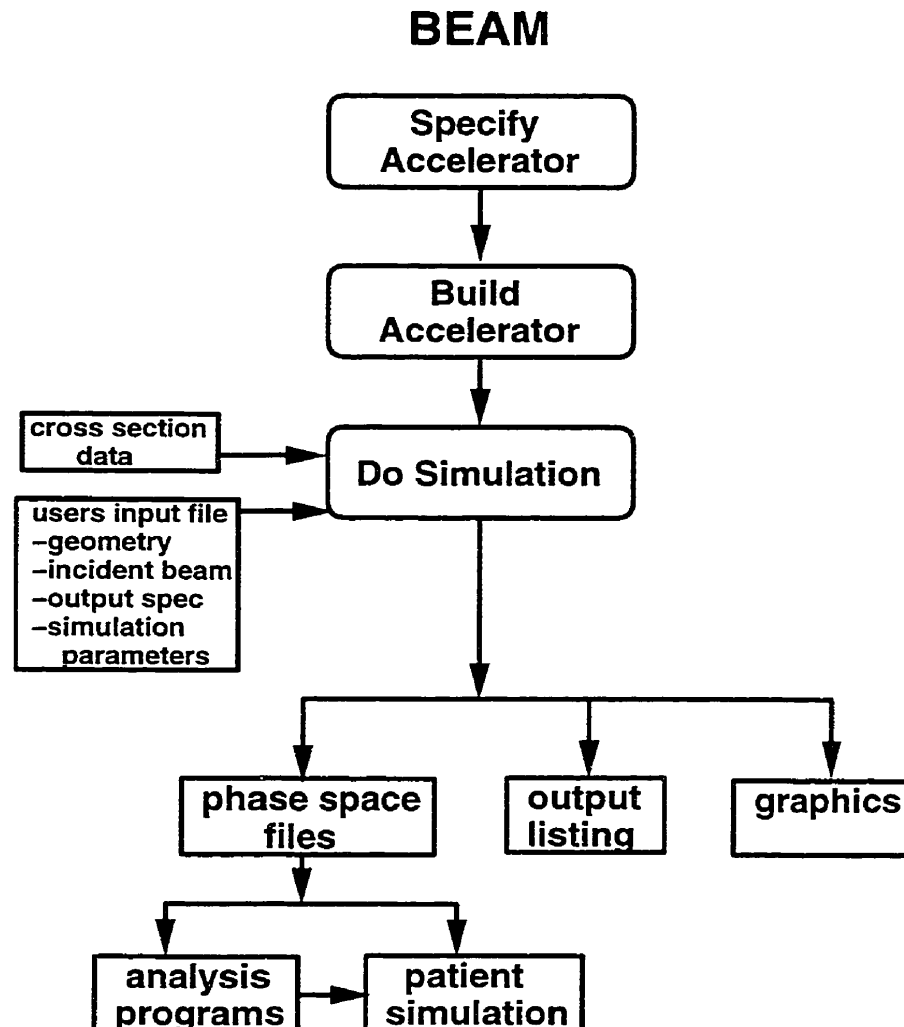 BEAM
Specify
Accelerator
Build
Accelerator
cross section
data
Do Simulation
users input file
–geometry
–incident beam
–output spec
–simulation
parameters
phase space
files
output
listing
graphics
analysis
programs
patient
simulation